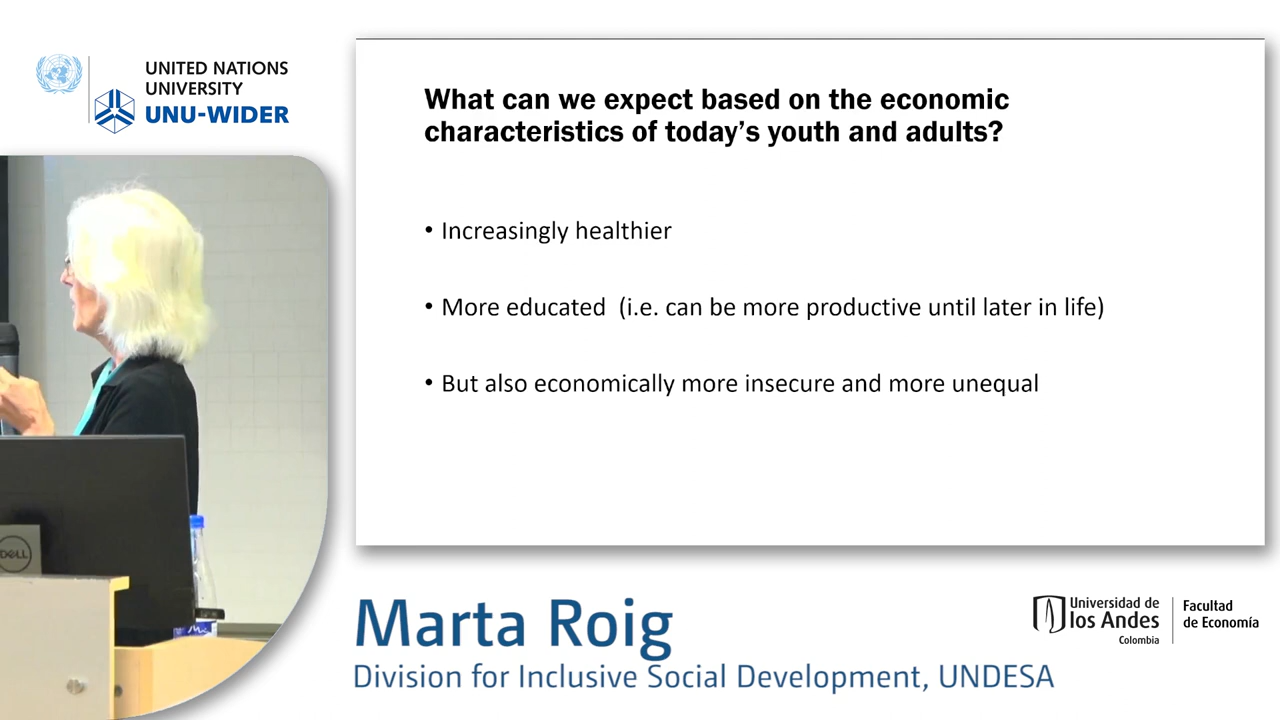 UNITED NATIONS
UNIVERSITY
UNU-WIDER
What can we expect based on the economic
characteristics of today's youth and adults?
• Increasingly healthier
• More educated  (i.e. can be more productive until later in life)
• But also economically more insecure and more unequal
DELL
Marta Roig
Division for Inclusive Social Development, UNDESA
Universidad de
los Andes
Colombia
Facultad
de Economía